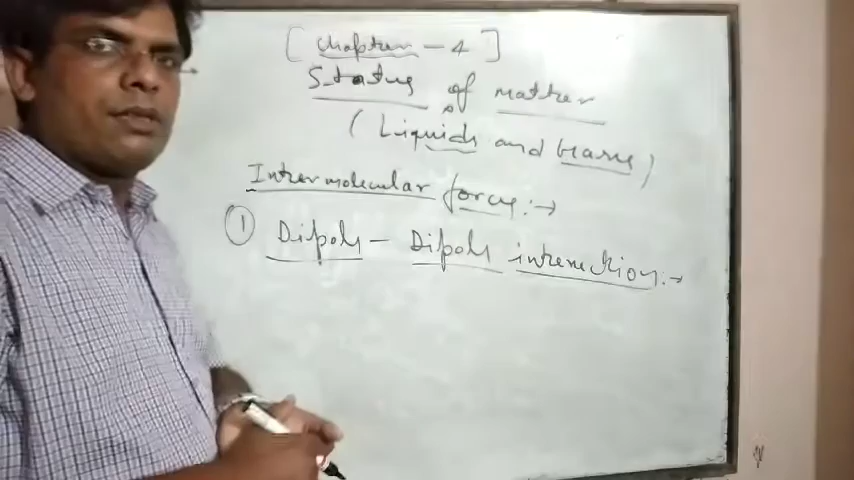 [ Chapter - 4 ]
States of matter
( Liquids and Gases )
Intermolecular forces :→
① Dipole - Dipole interaction :→